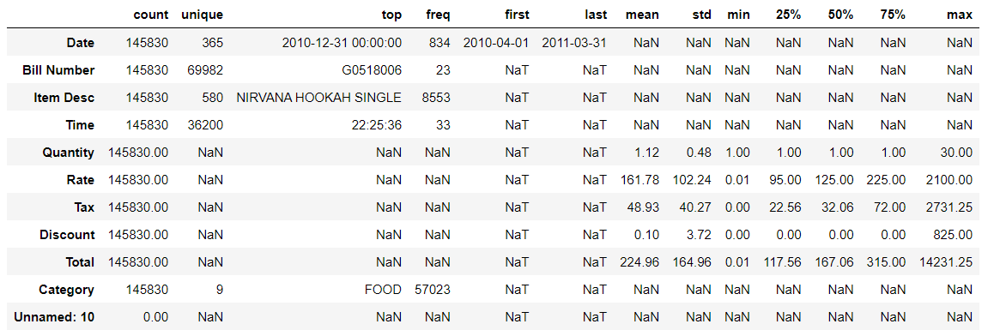 count unique top freq first last mean std min 25% 50% 75% max
Date 145830 365 2010-12-31 00:00:00 834 2010-04-01 2011-03-31 NaN NaN NaN NaN NaN NaN NaN
Bill Number 145830 69982 G0518006 23 NaT NaT NaN NaN NaN NaN NaN NaN NaN
Item Desc 145830 580 NIRVANA HOOKAH SINGLE 8553 NaT NaT NaN NaN NaN NaN NaN NaN NaN
Time 145830 36200 22:25:36 33 NaT NaT NaN NaN NaN NaN NaN NaN NaN
Quantity 145830.00 NaN NaN NaN NaT NaT 1.12 0.48 1.00 1.00 1.00 1.00 30.00
Rate 145830.00 NaN NaN NaN NaT NaT 161.78 102.24 0.01 95.00 125.00 225.00 2100.00
Tax 145830.00 NaN NaN NaN NaT NaT 48.93 40.27 0.00 22.56 32.06 72.00 2731.25
Discount 145830.00 NaN NaN NaN NaT NaT 0.10 3.72 0.00 0.00 0.00 0.00 825.00
Total 145830.00 NaN NaN NaN NaT NaT 224.96 164.96 0.01 117.56 167.06 315.00 14231.25
Category 145830 9 FOOD 57023 NaT NaT NaN NaN NaN NaN NaN NaN NaN
Unnamed: 10 0.00 NaN NaN NaN NaT NaT NaN NaN NaN NaN NaN NaN NaN